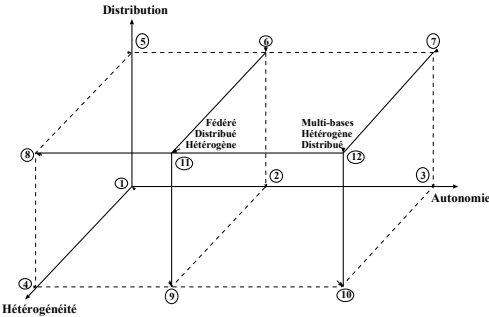 Distribution
5
6
7
Fédéré
Distribué
Hétérogène
Multi-bases
Hétérogène
Distribué
8
11
12
1
2
3
Autonomie
4
9
10
Hétérogénéité